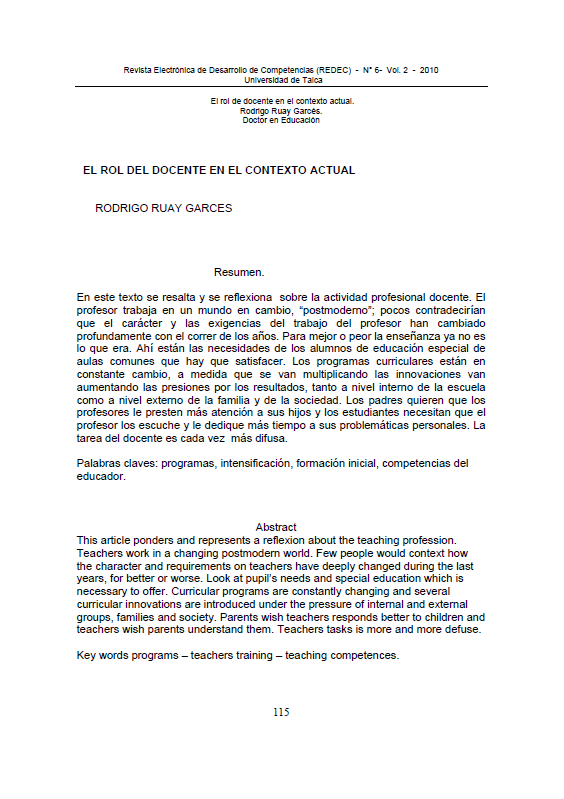 Revista Electrónica de Desarrollo de Competencias (REDEC) - N° 6- Vol. 2 - 2010
Universidad de Talca
El rol de docente en el contexto actual.
Rodrigo Ruay Garcés.
Doctor en Educación
EL ROL DEL DOCENTE EN EL CONTEXTO ACTUAL
RODRIGO RUAY GARCES
Resumen.
En este texto se resalta y se reflexiona sobre la actividad profesional docente. El
profesor trabaja en un mundo en cambio, “postmoderno”; pocos contradecirían
que el carácter y las exigencias del trabajo del profesor han cambiado
profundamente con el correr de los años. Para mejor o peor la enseñanza ya no es
lo que era. Ahí están las necesidades de los alumnos de educación especial de
aulas comunes que hay que satisfacer. Los programas curriculares están en
constante cambio, a medida que se van multiplicando las innovaciones van
aumentando las presiones por los resultados, tanto a nivel interno de la escuela
como a nivel externo de la familia y de la sociedad. Los padres quieren que los
profesores le presten más atención a sus hijos y los estudiantes necesitan que el
profesor los escuche y le dedique más tiempo a sus problemáticas personales. La
tarea del docente es cada vez más difusa.
Palabras claves: programas, intensificación, formación inicial, competencias del
educador.
Abstract
This article ponders and represents a reflexion about the teaching profession.
Teachers work in a changing postmodern world. Few people would context how
the character and requirements on teachers have deeply changed during the last
years, for better or worse. Look at pupil’s needs and special education which is
necessary to offer. Curricular programs are constantly changing and several
curricular innovations are introduced under the pressure of internal and external
groups, families and society. Parents wish teachers responds better to children and
teachers wish parents understand them. Teachers tasks is more and more defuse.
Key words programs – teachers training – teaching competences.
115